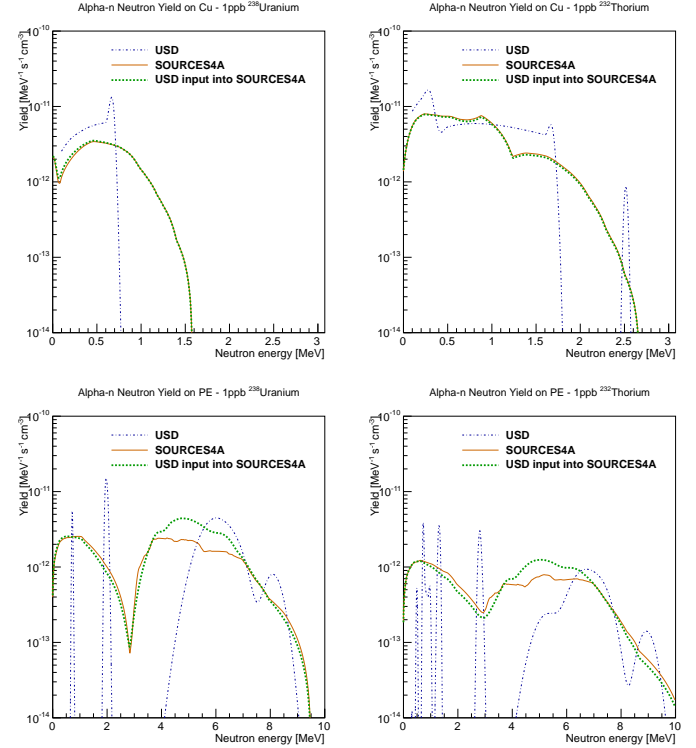 Alpha-n Neutron Yield on Cu - 1ppb ²³⁸Uranium
Yield [MeV⁻¹ s⁻¹ cm⁻³]
10⁻¹⁰
10⁻¹¹
10⁻¹²
10⁻¹³
10⁻¹⁴
USD
SOURCES4A
USD input into SOURCES4A
0 0.5 1 1.5 2 2.5 3
Neutron energy [MeV]
Alpha-n Neutron Yield on Cu - 1ppb ²³²Thorium
Yield [MeV⁻¹ s⁻¹ cm⁻³]
10⁻¹⁰
10⁻¹¹
10⁻¹²
10⁻¹³
10⁻¹⁴
USD
SOURCES4A
USD input into SOURCES4A
0 0.5 1 1.5 2 2.5 3
Neutron energy [MeV]
Alpha-n Neutron Yield on PE - 1ppb ²³⁸Uranium
Yield [MeV⁻¹ s⁻¹ cm⁻³]
10⁻¹⁰
10⁻¹¹
10⁻¹²
10⁻¹³
10⁻¹⁴
USD
SOURCES4A
USD input into SOURCES4A
0 2 4 6 8 10
Neutron energy [MeV]
Alpha-n Neutron Yield on PE - 1ppb ²³²Thorium
Yield [MeV⁻¹ s⁻¹ cm⁻³]
10⁻¹⁰
10⁻¹¹
10⁻¹²
10⁻¹³
10⁻¹⁴
USD
SOURCES4A
USD input into SOURCES4A
0 2 4 6 8 10
Neutron energy [MeV]